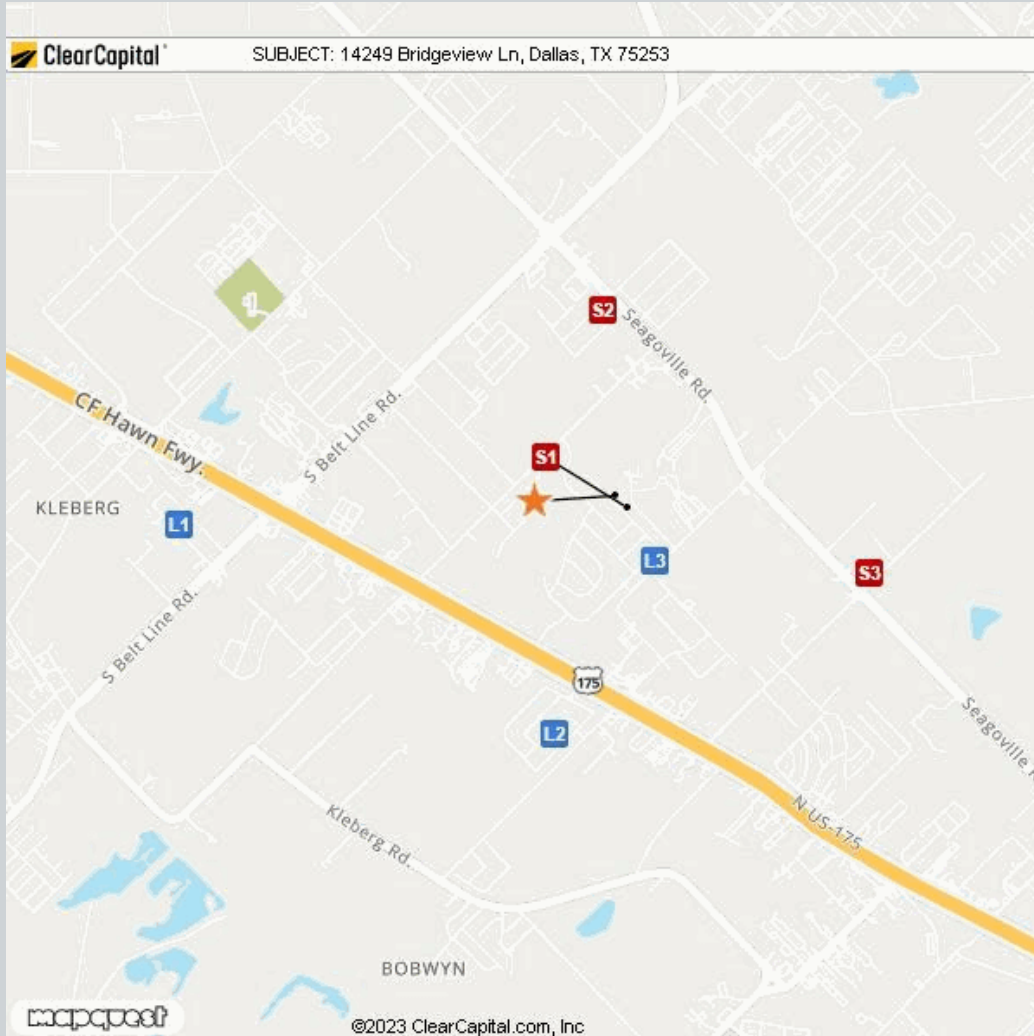 ClearCapital
SUBJECT: 14249 Bridgeview Ln, Dallas, TX 75253
S2
Seagoville Rd.
CF Hawn Fwy.
S Belt Line Rd.
S1
KLEBERG
L1
L3
S3
S Belt Line Rd.
175
L2
Seagoville R
N US-175
Kleberg Rd.
BOBWYN
mapquest
©2023 ClearCapital.com, Inc